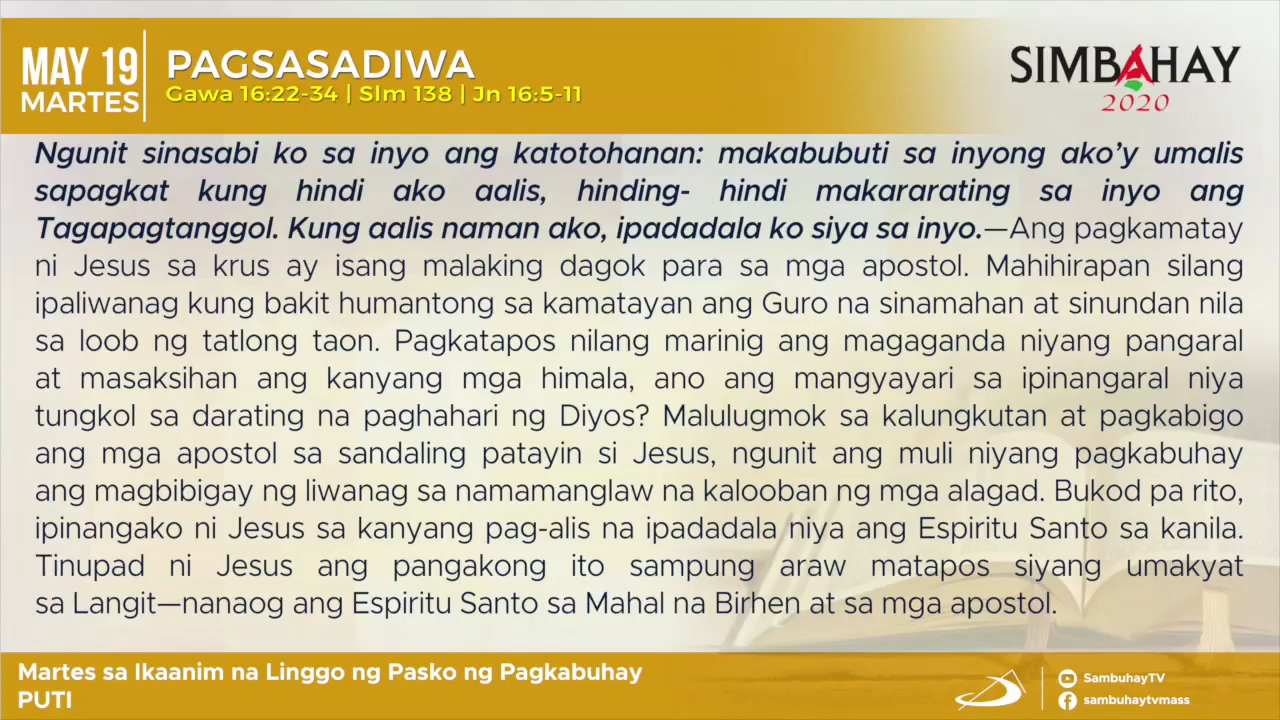 MAY 19
MARTES
PAGSASADIWA
Gawa 16:22-34 | Slm 138 | Jn 16:5-11
SIMBAHAY
2020
Ngunit sinasabi ko sa inyo ang katotohanan: makabubuti sa inyong ako’y umalis
sapagkat kung hindi ako aalis, hinding- hindi makararating sa inyo ang
Tagapagtanggol. Kung aalis naman ako, ipadadala ko siya sa inyo.—Ang pagkamatay
ni Jesus sa krus ay isang malaking dagok para sa mga apostol. Mahihirapan silang
ipaliwanag kung bakit humantong sa kamatayan ang Guro na sinamahan at sinundan nila
sa loob ng tatlong taon. Pagkatapos nilang marinig ang magaganda niyang pangaral
at masaksihan ang kanyang mga himala, ano ang mangyayari sa ipinangaral niya
tungkol sa darating na paghahari ng Diyos? Malulugmok sa kalungkutan at pagkabigo
ang mga apostol sa sandaling patayin si Jesus, ngunit ang muli niyang pagkabuhay
ang magbibigay ng liwanag sa namamanglaw na kalooban ng mga alagad. Bukod pa rito,
ipinangako ni Jesus sa kanyang pag-alis na ipadadala niya ang Espiritu Santo sa kanila.
Tinupad ni Jesus ang pangakong ito sampung araw matapos siyang umakyat
sa Langit—nanaog ang Espiritu Santo sa Mahal na Birhen at sa mga apostol.
Martes sa Ikaanim na Linggo ng Pasko ng Pagkabuhay
PUTI
SambuhayTV
sambuhaytvmass